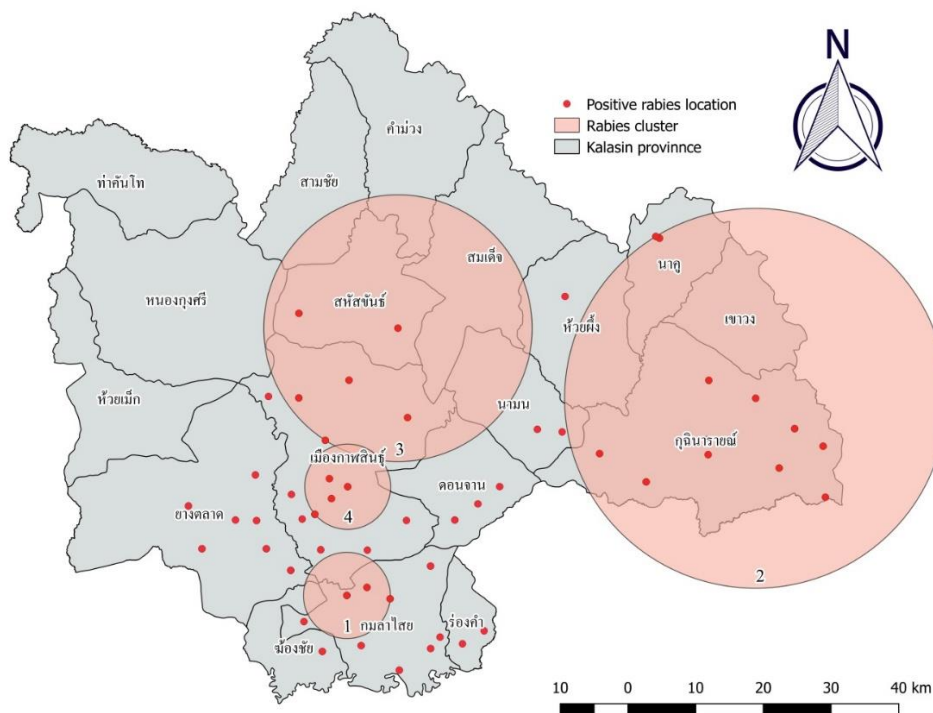 N
Positive rabies location
Rabies cluster
Kalasin provinnce
คำม่วง
สามชัย
ท่าคันโท
สมเด็จ
นาคู
หนองกุงศรี
สหัสขันธ์
ห้วยผึ้ง
เขาวง
ห้วยเม็ก
นามน
กุฉินารายณ์
3
เมืองกาฬสินธุ์
ดอนจาน
4
ยางตลาด
2
1
กมลาไสย
ร่องคำ
ฆ้องชัย
10 0 10 20 30 40 km